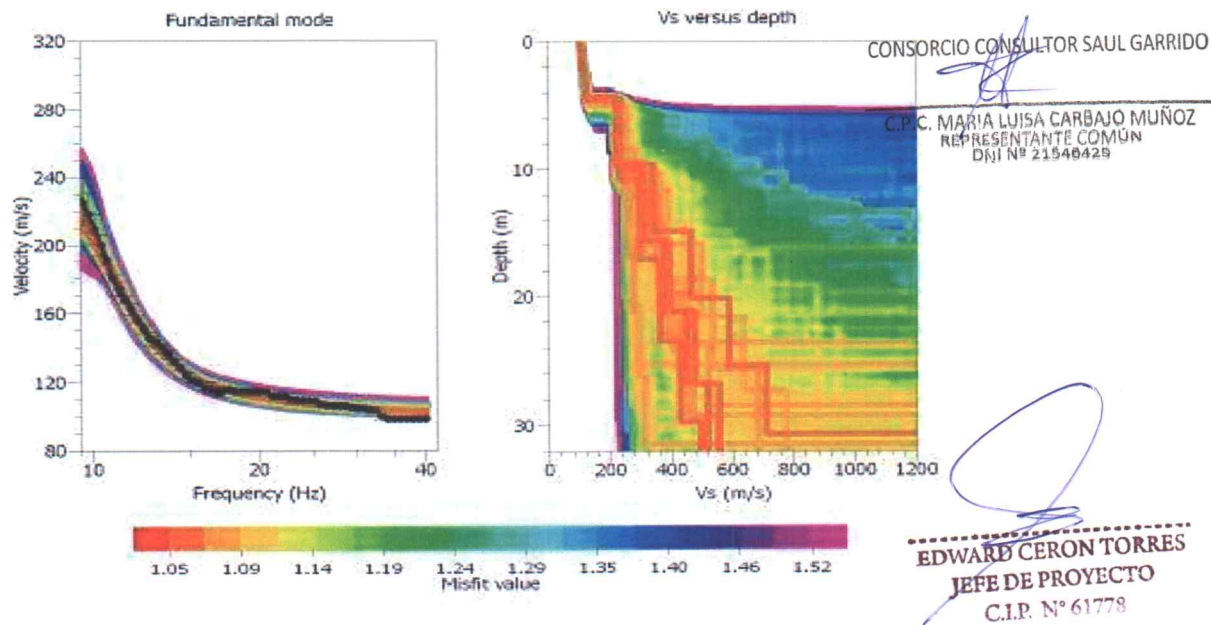 Fundamental mode
320
280
240
200
160
120
80
Velocity (m/s)
10
20
40
Frequency (Hz)
Vs versus depth
0
10
20
30
Depth (m)
0
200
400
600
800
1000
1200
Vs (m/s)
1.05
1.09
1.14
1.19
1.24
1.29
1.35
1.40
1.46
1.52
Misfit value
CONSORCIO CONSULTOR SAUL GARRIDO
C.P.C. MARIA LUISA CARBAJO MUÑOZ
REPRESENTANTE COMÚN
DNI Nº
EDWARD CERON TORRES
JEFE DE PROYECTO
C.I.P. N° 61778